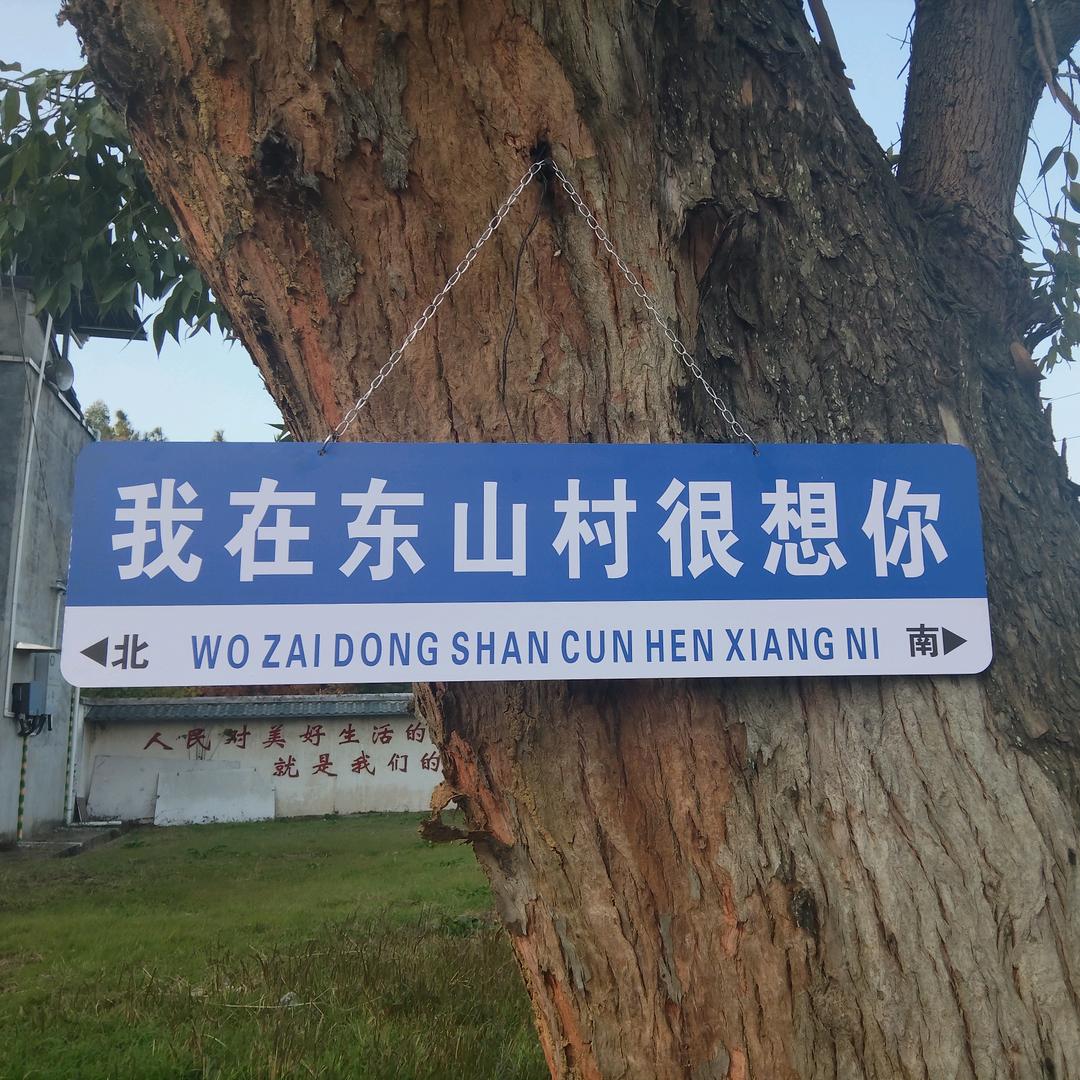 我在东山村很想你
北 WO ZAI DONG SHAN CUN HEN XIANG NI 南
人民对美好生活的
就是我们的